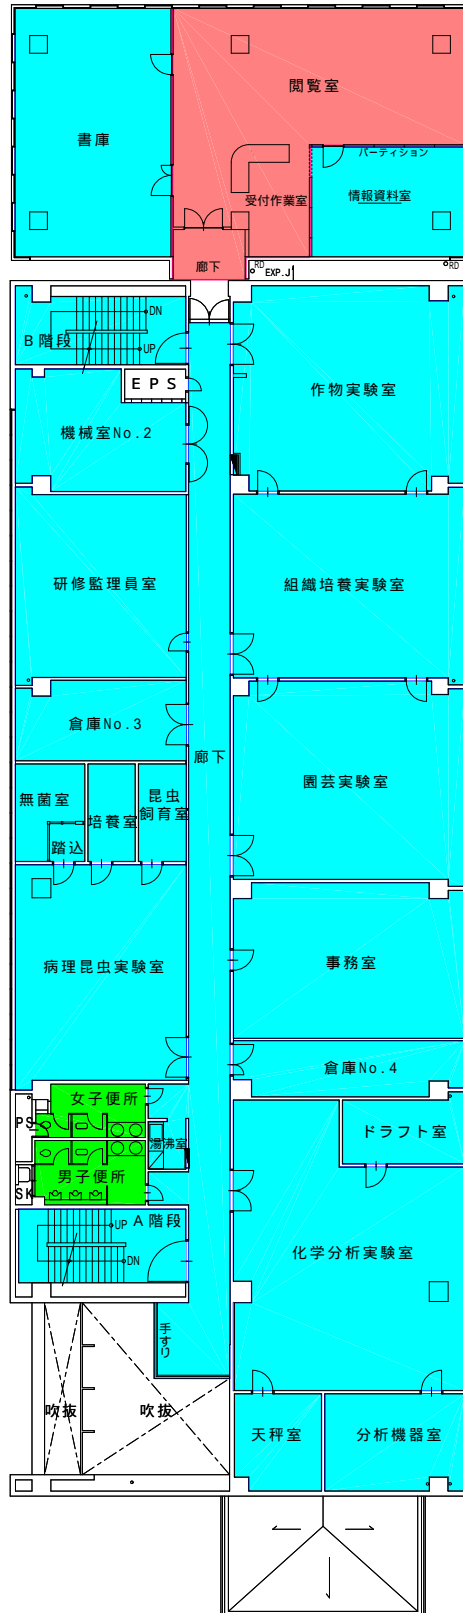 閲覧室
書庫
パーティション
受付作業室
情報資料室
廊下
RD
EXP.J
RD
DN
B階段
UP
EPS
作物実験室
機械室No.2
研修監理員室
組織培養実験室
倉庫No.3
廊下
園芸実験室
無菌室
培養室
昆虫
飼育室
踏込
病理昆虫実験室
事務室
倉庫No.4
女子便所
PS
ドラフト室
湯沸室
男子便所
SK
UP
A階段
DN
化学分析実験室
手すり
吹抜
吹抜
天秤室
分析機器室